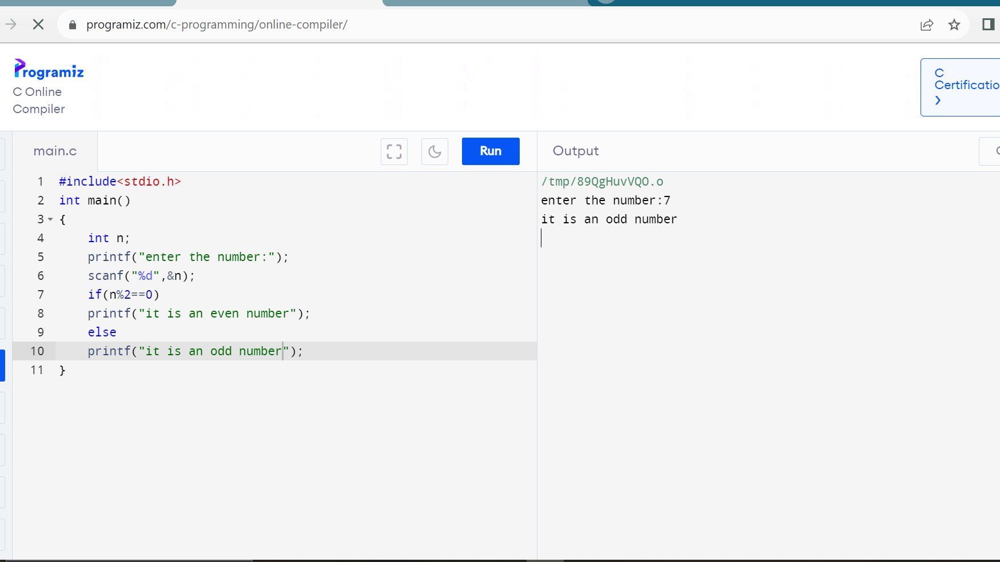 programiz.com/c-programming/online-compiler/
Programiz
C Online
Compiler
C
Certificatio
main.c
Run
Output
1 #include<stdio.h>
2 int main()
3 {
4 int n;
5 printf("enter the number:");
6 scanf("%d",&n);
7 if(n%2==0)
8 printf("it is an even number");
9 else
10 printf("it is an odd number");
11 }
/tmp/89QgHuvVQO.o
enter the number:7
it is an odd number